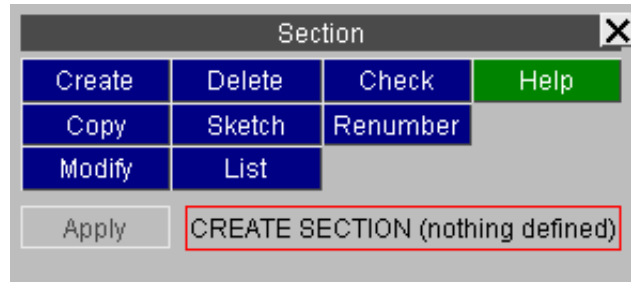 Section X
Create Delete Check Help
Copy Sketch Renumber
Modify List
Apply CREATE SECTION (nothing defined)